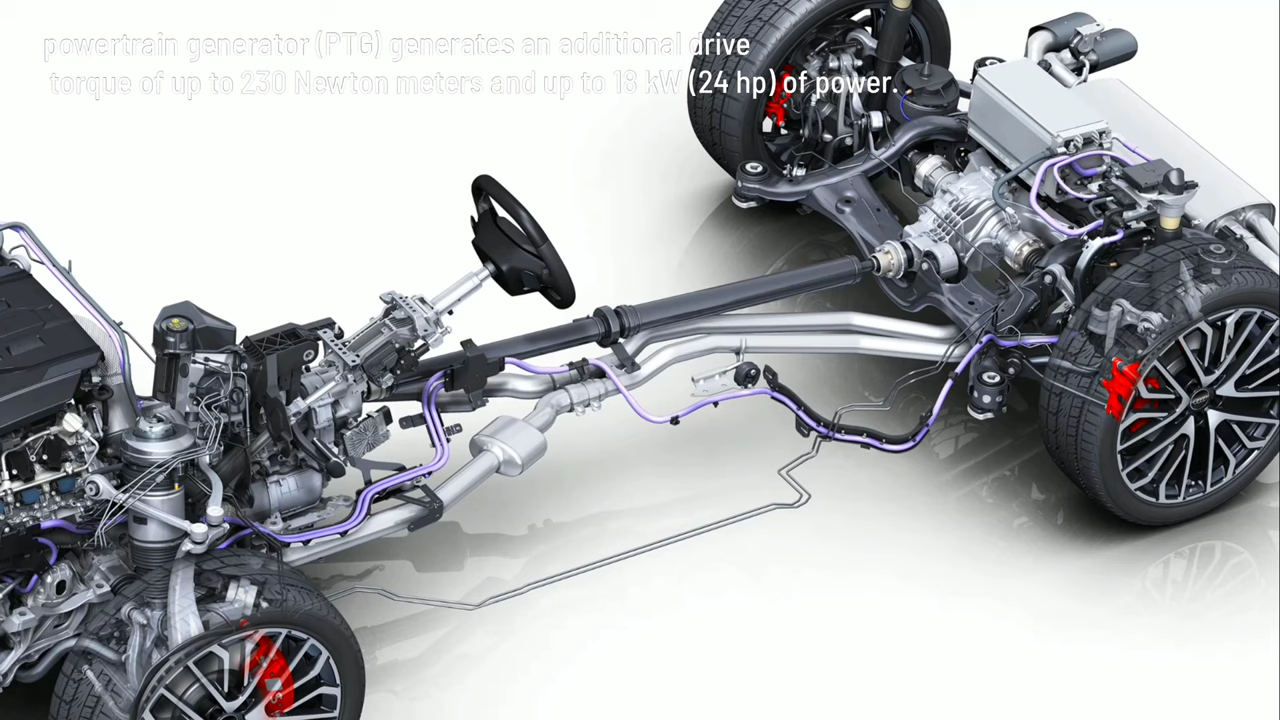 powertrain generator (PTG) generates an additional drive
torque of up to 230 Newton meters and up to 18 kW (24 hp) of power.